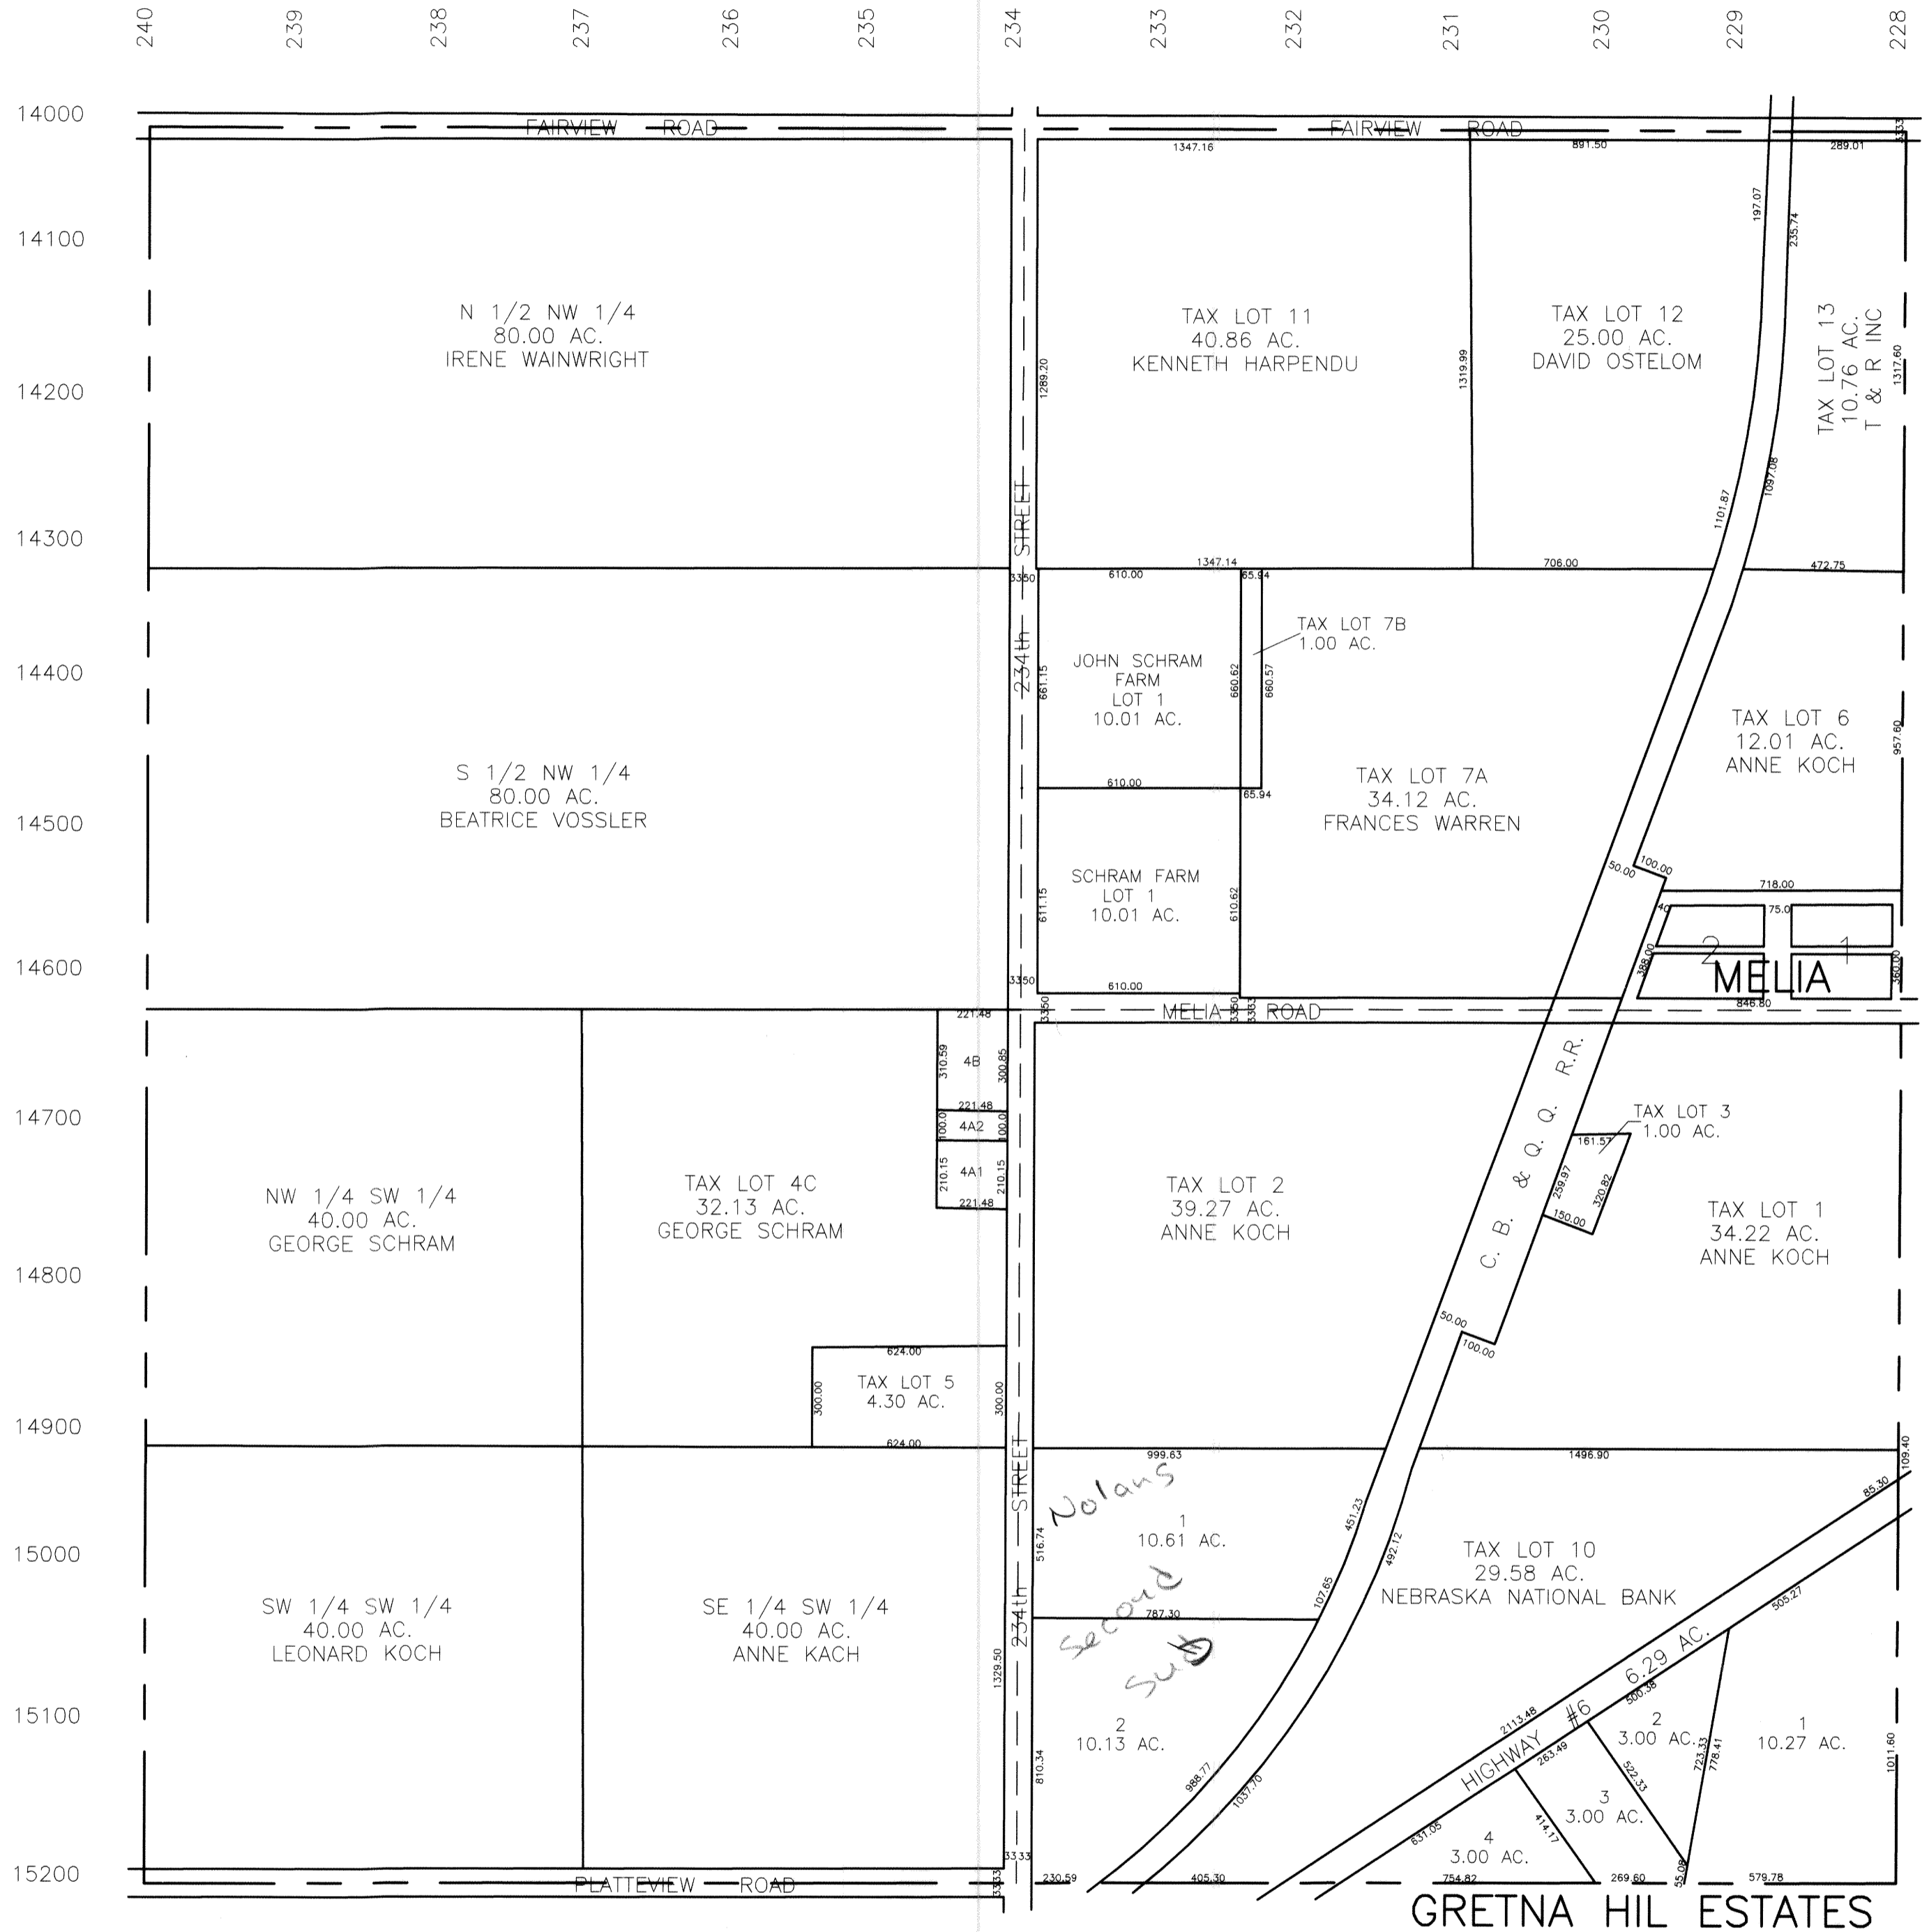 240 239 238 237 236 235 234 233 232 231 230 229 228
14000
14100
14200
14300
14400
14500
14600
14700
14800
14900
15000
15100
15200
FAIRVIEW ROAD
FAIRVIEW ROAD
1347.16
891.50
289.01
3333
197.07
235.74
N 1/2 NW 1/4
80.00 AC.
IRENE WAINWRIGHT
1289.20
TAX LOT 11
40.86 AC.
KENNETH HARPENDU
1319.99
TAX LOT 12
25.00 AC.
DAVID OSTELOM
TAX LOT 13
10.76 AC.
T & R INC
1317.60
1101.87
1097.08
234th STREET
3350
610.00
1347.14
65.94
706.00
472.75
S 1/2 NW 1/4
80.00 AC.
BEATRICE VOSSLER
661.15
JOHN SCHRAM
FARM
LOT 1
10.01 AC.
660.62
660.57
TAX LOT 7B
1.00 AC.
610.00
65.94
TAX LOT 7A
34.12 AC.
FRANCES WARREN
TAX LOT 6
12.01 AC.
ANNE KOCH
957.60
611.15
SCHRAM FARM
LOT 1
10.01 AC.
610.62
50.00
100.00
718.00
40
75.0
2
1
388.00
MELIA
360.00
846.80
3350
610.00
3350
3350
3333
MELIA ROAD
221.48
310.59
4B
300.85
221.48
100.0
4A2
100.0
210.15
4A1
210.15
221.48
NW 1/4 SW 1/4
40.00 AC.
GEORGE SCHRAM
TAX LOT 4C
32.13 AC.
GEORGE SCHRAM
TAX LOT 2
39.27 AC.
ANNE KOCH
C. B. & Q. Q. R.R.
TAX LOT 3
1.00 AC.
161.57
259.97
320.82
150.00
TAX LOT 1
34.22 AC.
ANNE KOCH
50.00
100.00
624.00
300.00
TAX LOT 5
4.30 AC.
300.00
624.00
999.63
1496.90
109.40
85.30
234th STREET
516.74
Nolans
1
10.61 AC.
451.23
492.12
107.65
787.30
Second
Sub
TAX LOT 10
29.58 AC.
NEBRASKA NATIONAL BANK
505.27
SW 1/4 SW 1/4
40.00 AC.
LEONARD KOCH
SE 1/4 SW 1/4
40.00 AC.
ANNE KACH
1329.50
810.34
2
10.13 AC.
988.77
1037.70
2113.48
HIGHWAY #6 6.29 AC.
500.38
263.49
631.05
2
3.00 AC.
723.33
778.41
1
10.27 AC.
1011.60
522.33
3
3.00 AC.
414.17
4
3.00 AC.
3333
3333
PLATTEVIEW ROAD
230.59
405.30
754.82
269.60
55.08
579.78
GRETNA HIL ESTATES